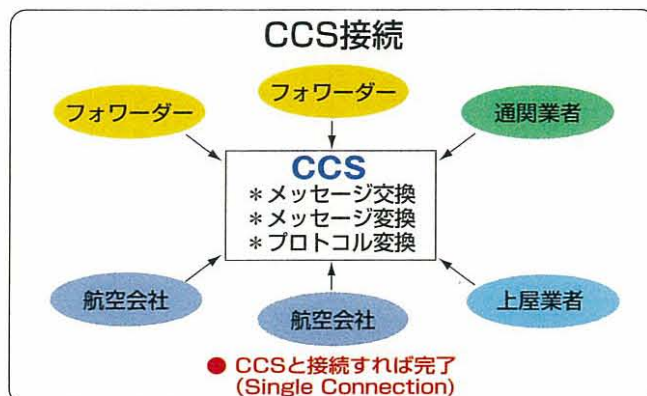 CCS接続
フォワーダー
フォワーダー
通関業者
CCS
＊メッセージ交換
＊メッセージ変換
＊プロトコル変換
航空会社
航空会社
上屋業者
● CCSと接続すれば完了
(Single Connection)